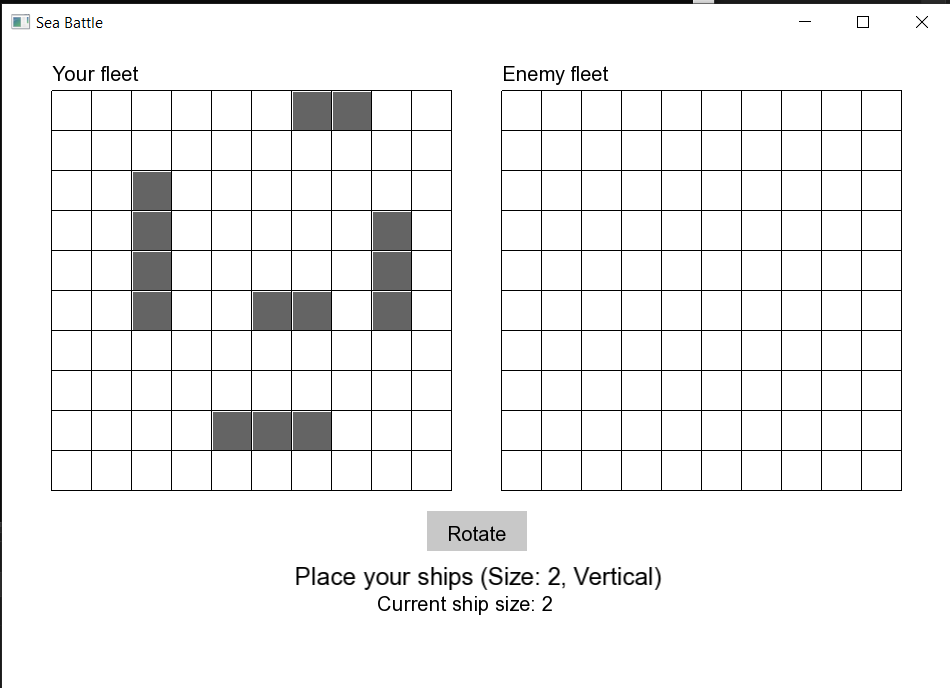 Sea Battle
Your fleet
Enemy fleet
Rotate
Place your ships (Size: 2, Vertical)
Current ship size: 2